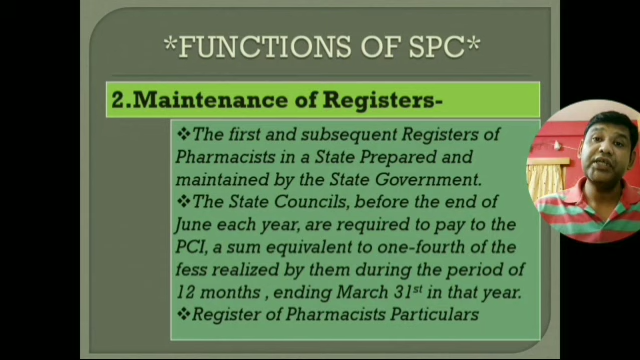 *FUNCTIONS OF SPC*
2.Maintenance of Registers-
❖The first and subsequent Registers of
Pharmacists in a State Prepared and
maintained by the State Government.
❖The State Councils, before the end of
June each year, are required to pay to the
PCI, a sum equivalent to one-fourth of the
fess realized by them during the period of
12 months , ending March 31st in that year.
❖Register of Pharmacists Particulars